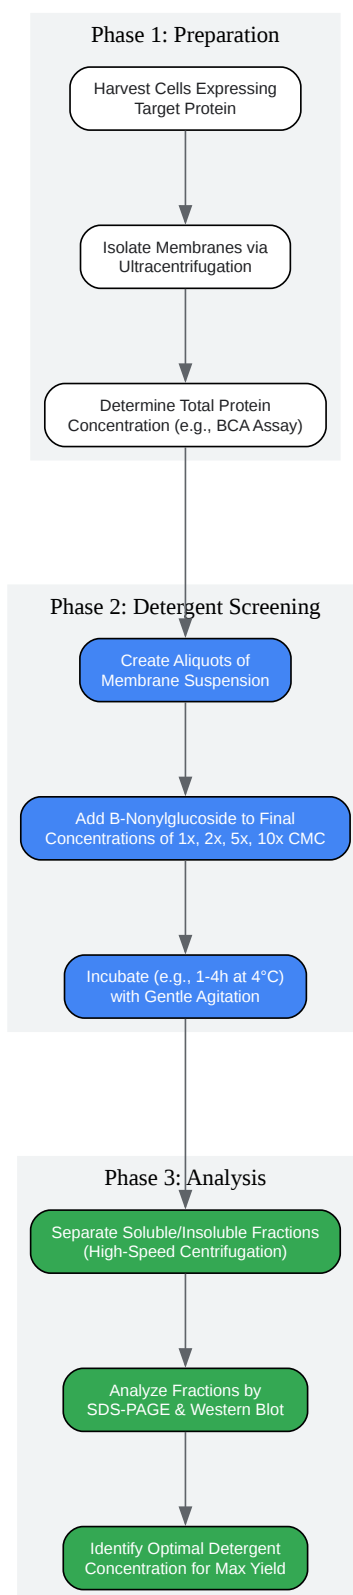 Phase 1: Preparation
Harvest Cells Expressing
Target Protein
Isolate Membranes via
Ultracentrifugation
Determine Total Protein
Concentration (e.g., BCA Assay)
Phase 2: Detergent Screening
Create Aliquots of
Membrane Suspension
Add B-Nonylglucoside to Final
Concentrations of 1x, 2x, 5x, 10x CMC
Incubate (e.g., 1-4h at 4°C)
with Gentle Agitation
Phase 3: Analysis
Separate Soluble/Insoluble Fractions
(High-Speed Centrifugation)
Analyze Fractions by
SDS-PAGE & Western Blot
Identify Optimal Detergent
Concentration for Max Yield